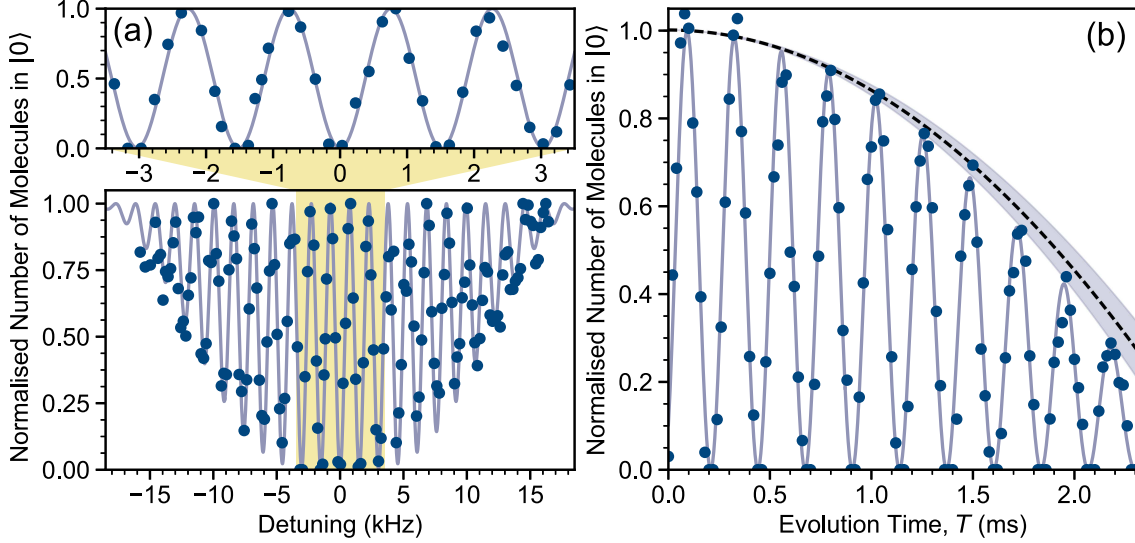 Normalised Number of Molecules in |0⟩
(a)
1.0
0.5
0.0
−3 −2 −1 0 1 2 3
1.00
0.75
0.50
0.25
0.00
−15 −10 −5 0 5 10 15
Detuning (kHz)
Normalised Number of Molecules in |0⟩
(b)
1.0
0.8
0.6
0.4
0.2
0.0
0.0 0.5 1.0 1.5 2.0
Evolution Time, T (ms)